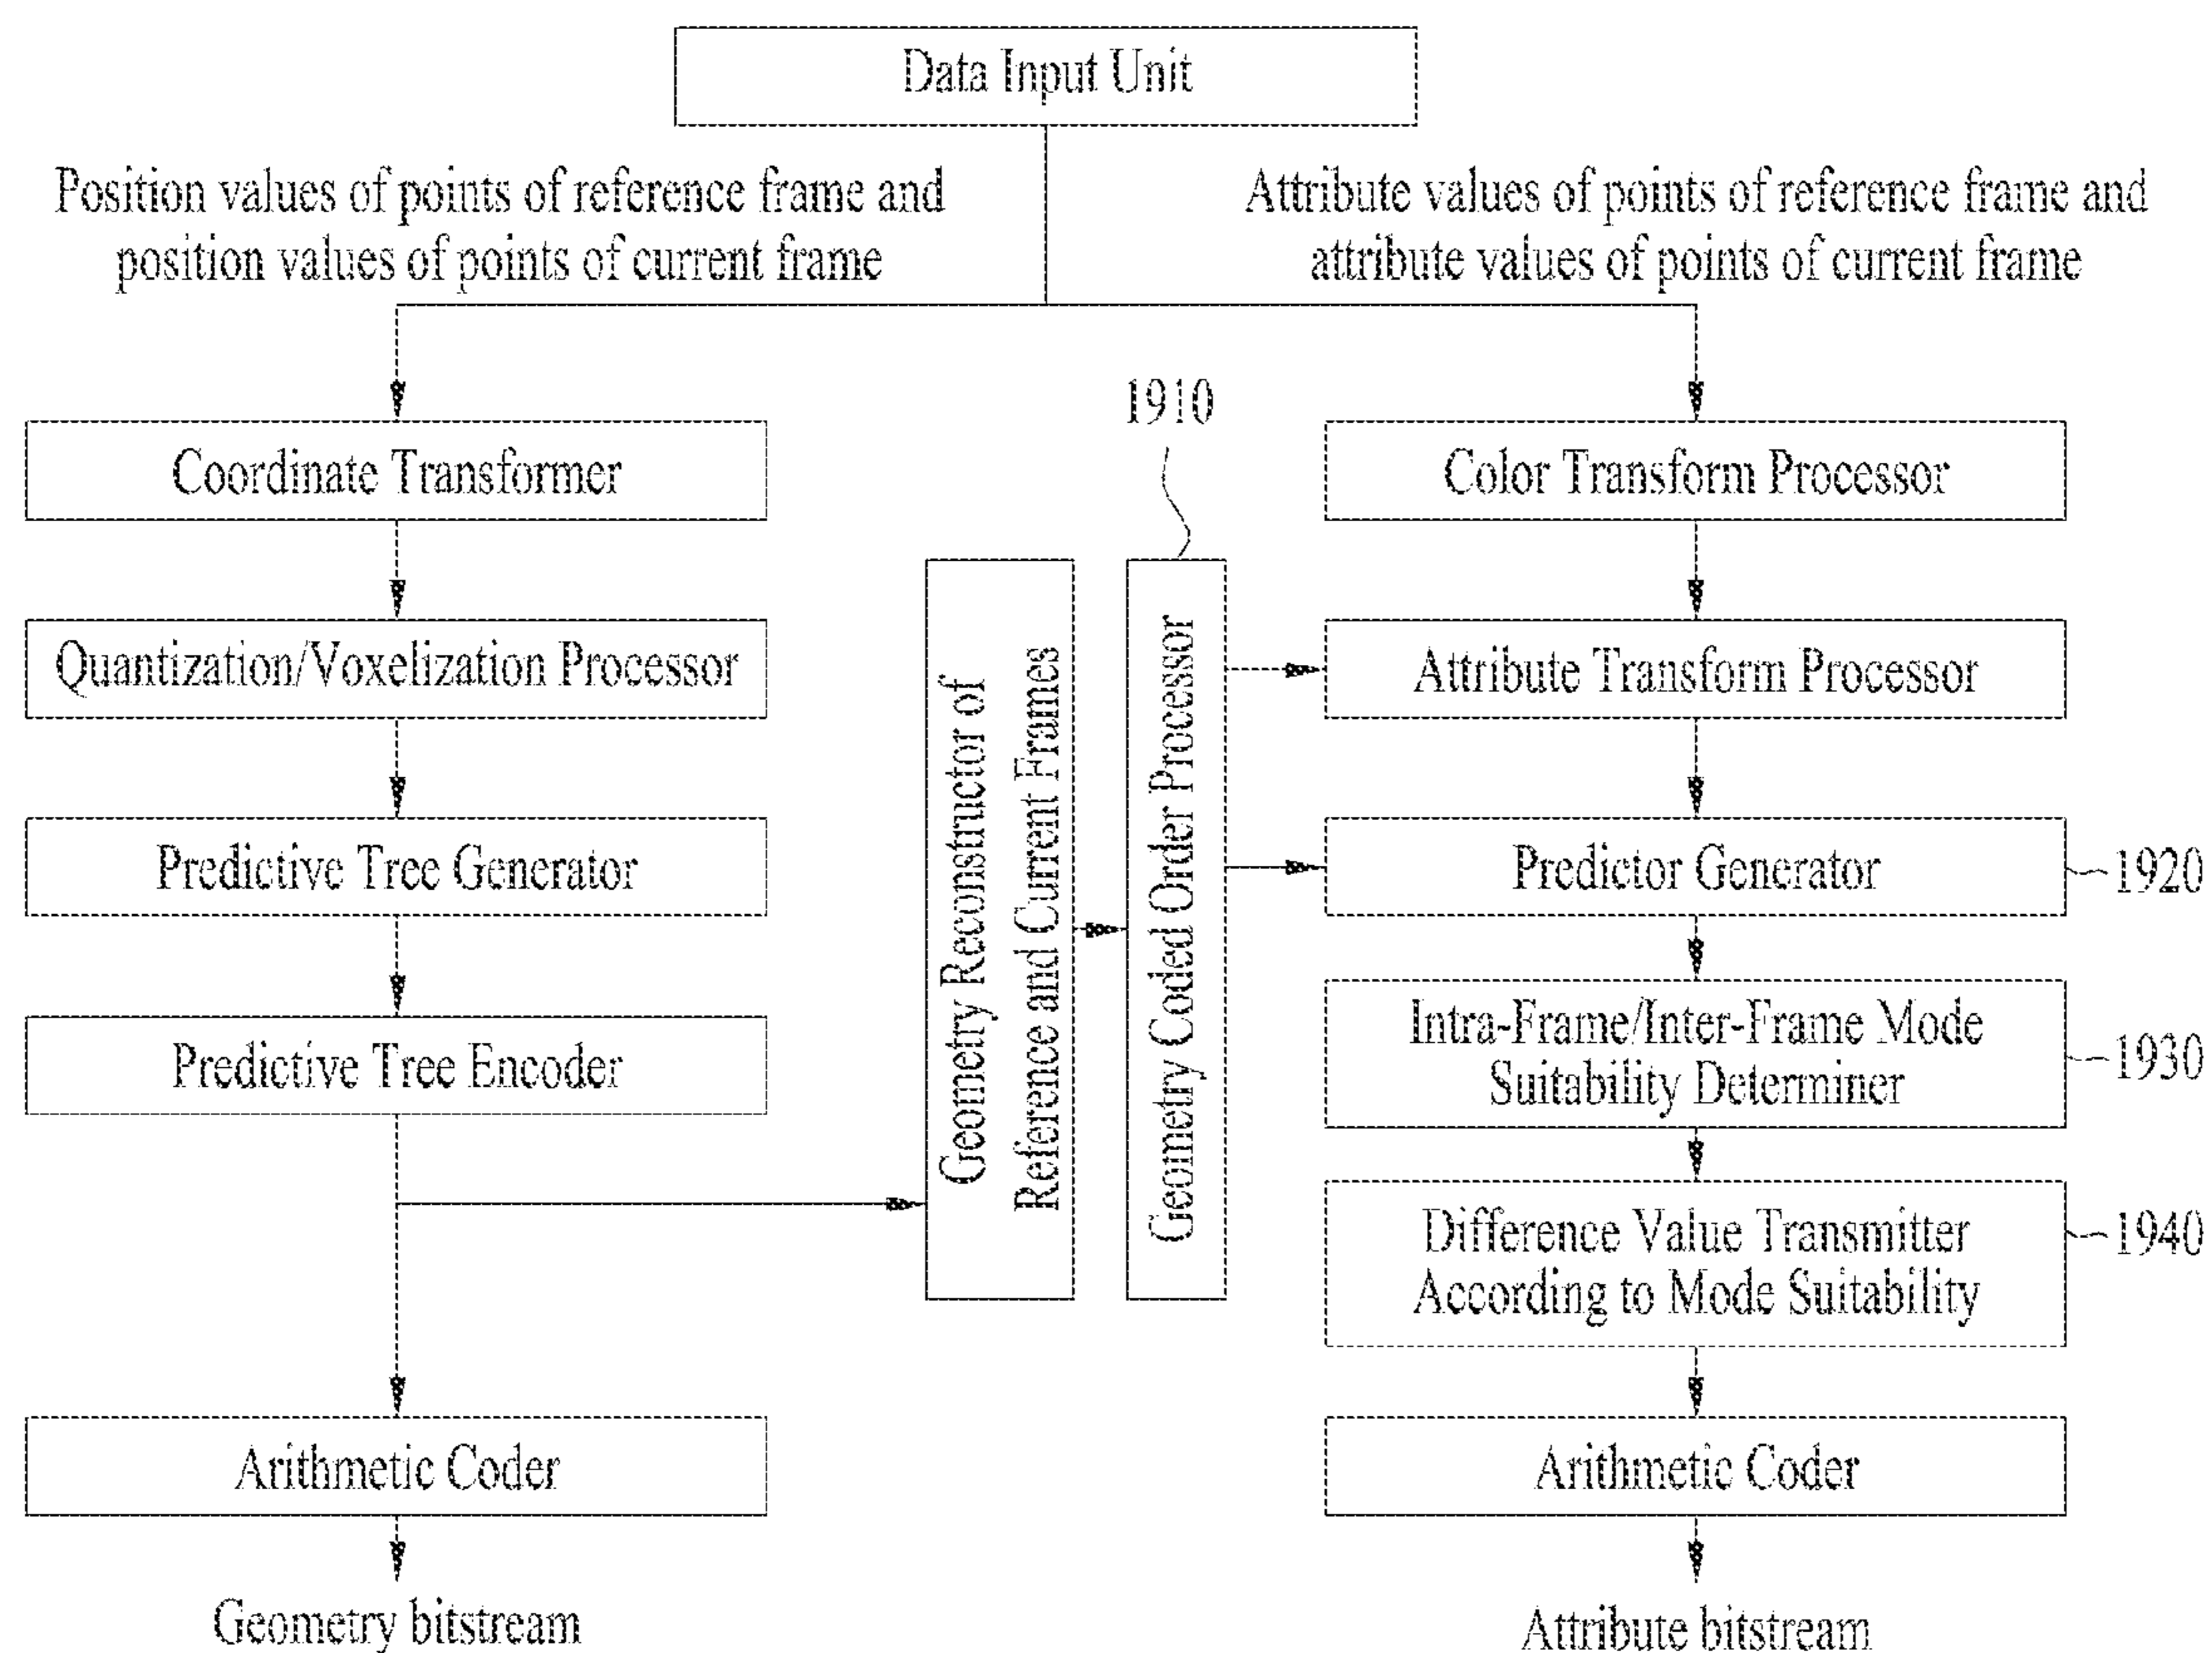 Data Input Unit
Position values of points of reference frame and
position values of points of current frame
Attribute values of points of reference frame and
attribute values of points of current frame
1910
Coordinate Transformer
Color Transform Processor
Quantization/Voxelization Processor
Attribute Transform Processor
Geometry Reconstructor of
Reference and Current Frames
Geometry Coded Order Processor
Predictive Tree Generator
Predictor Generator
1920
Predictive Tree Encoder
Intra-Frame/Inter-Frame Mode
Suitability Determiner
1930
Difference Value Transmitter
According to Mode Suitability
1940
Arithmetic Coder
Arithmetic Coder
Geometry bitstream
Attribute bitstream